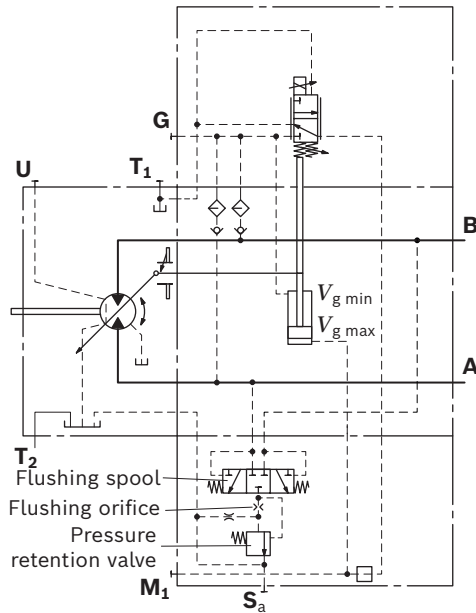 G
U
T1
B
Vg min
Vg max
A
T2
Flushing spool
Flushing orifice
Pressure
retention valve
M1
Sa